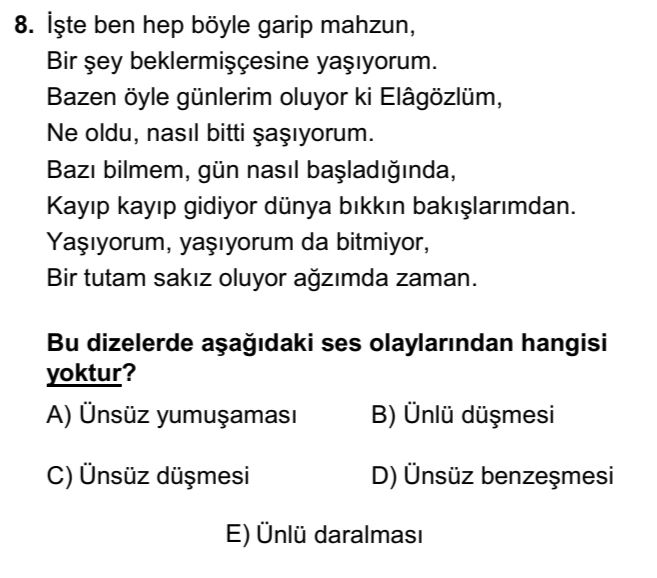 8. İşte ben hep böyle garip mahzun,
Bir şey beklermişçesine yaşıyorum.
Bazen öyle günlerim oluyor ki Elâgözlüm,
Ne oldu, nasıl bitti şaşıyorum.
Bazı bilmem, gün nasıl başladığında,
Kayıp kayıp gidiyor dünya bıkkın bakışlarımdan.
Yaşıyorum, yaşıyorum da bitmiyor,
Bir tutam sakız oluyor ağzımda zaman.
Bu dizelerde aşağıdaki ses olaylarından hangisi
yoktur?
A) Ünsüz yumuşaması B) Ünlü düşmesi
C) Ünsüz düşmesi D) Ünsüz benzeşmesi
E) Ünlü daralması